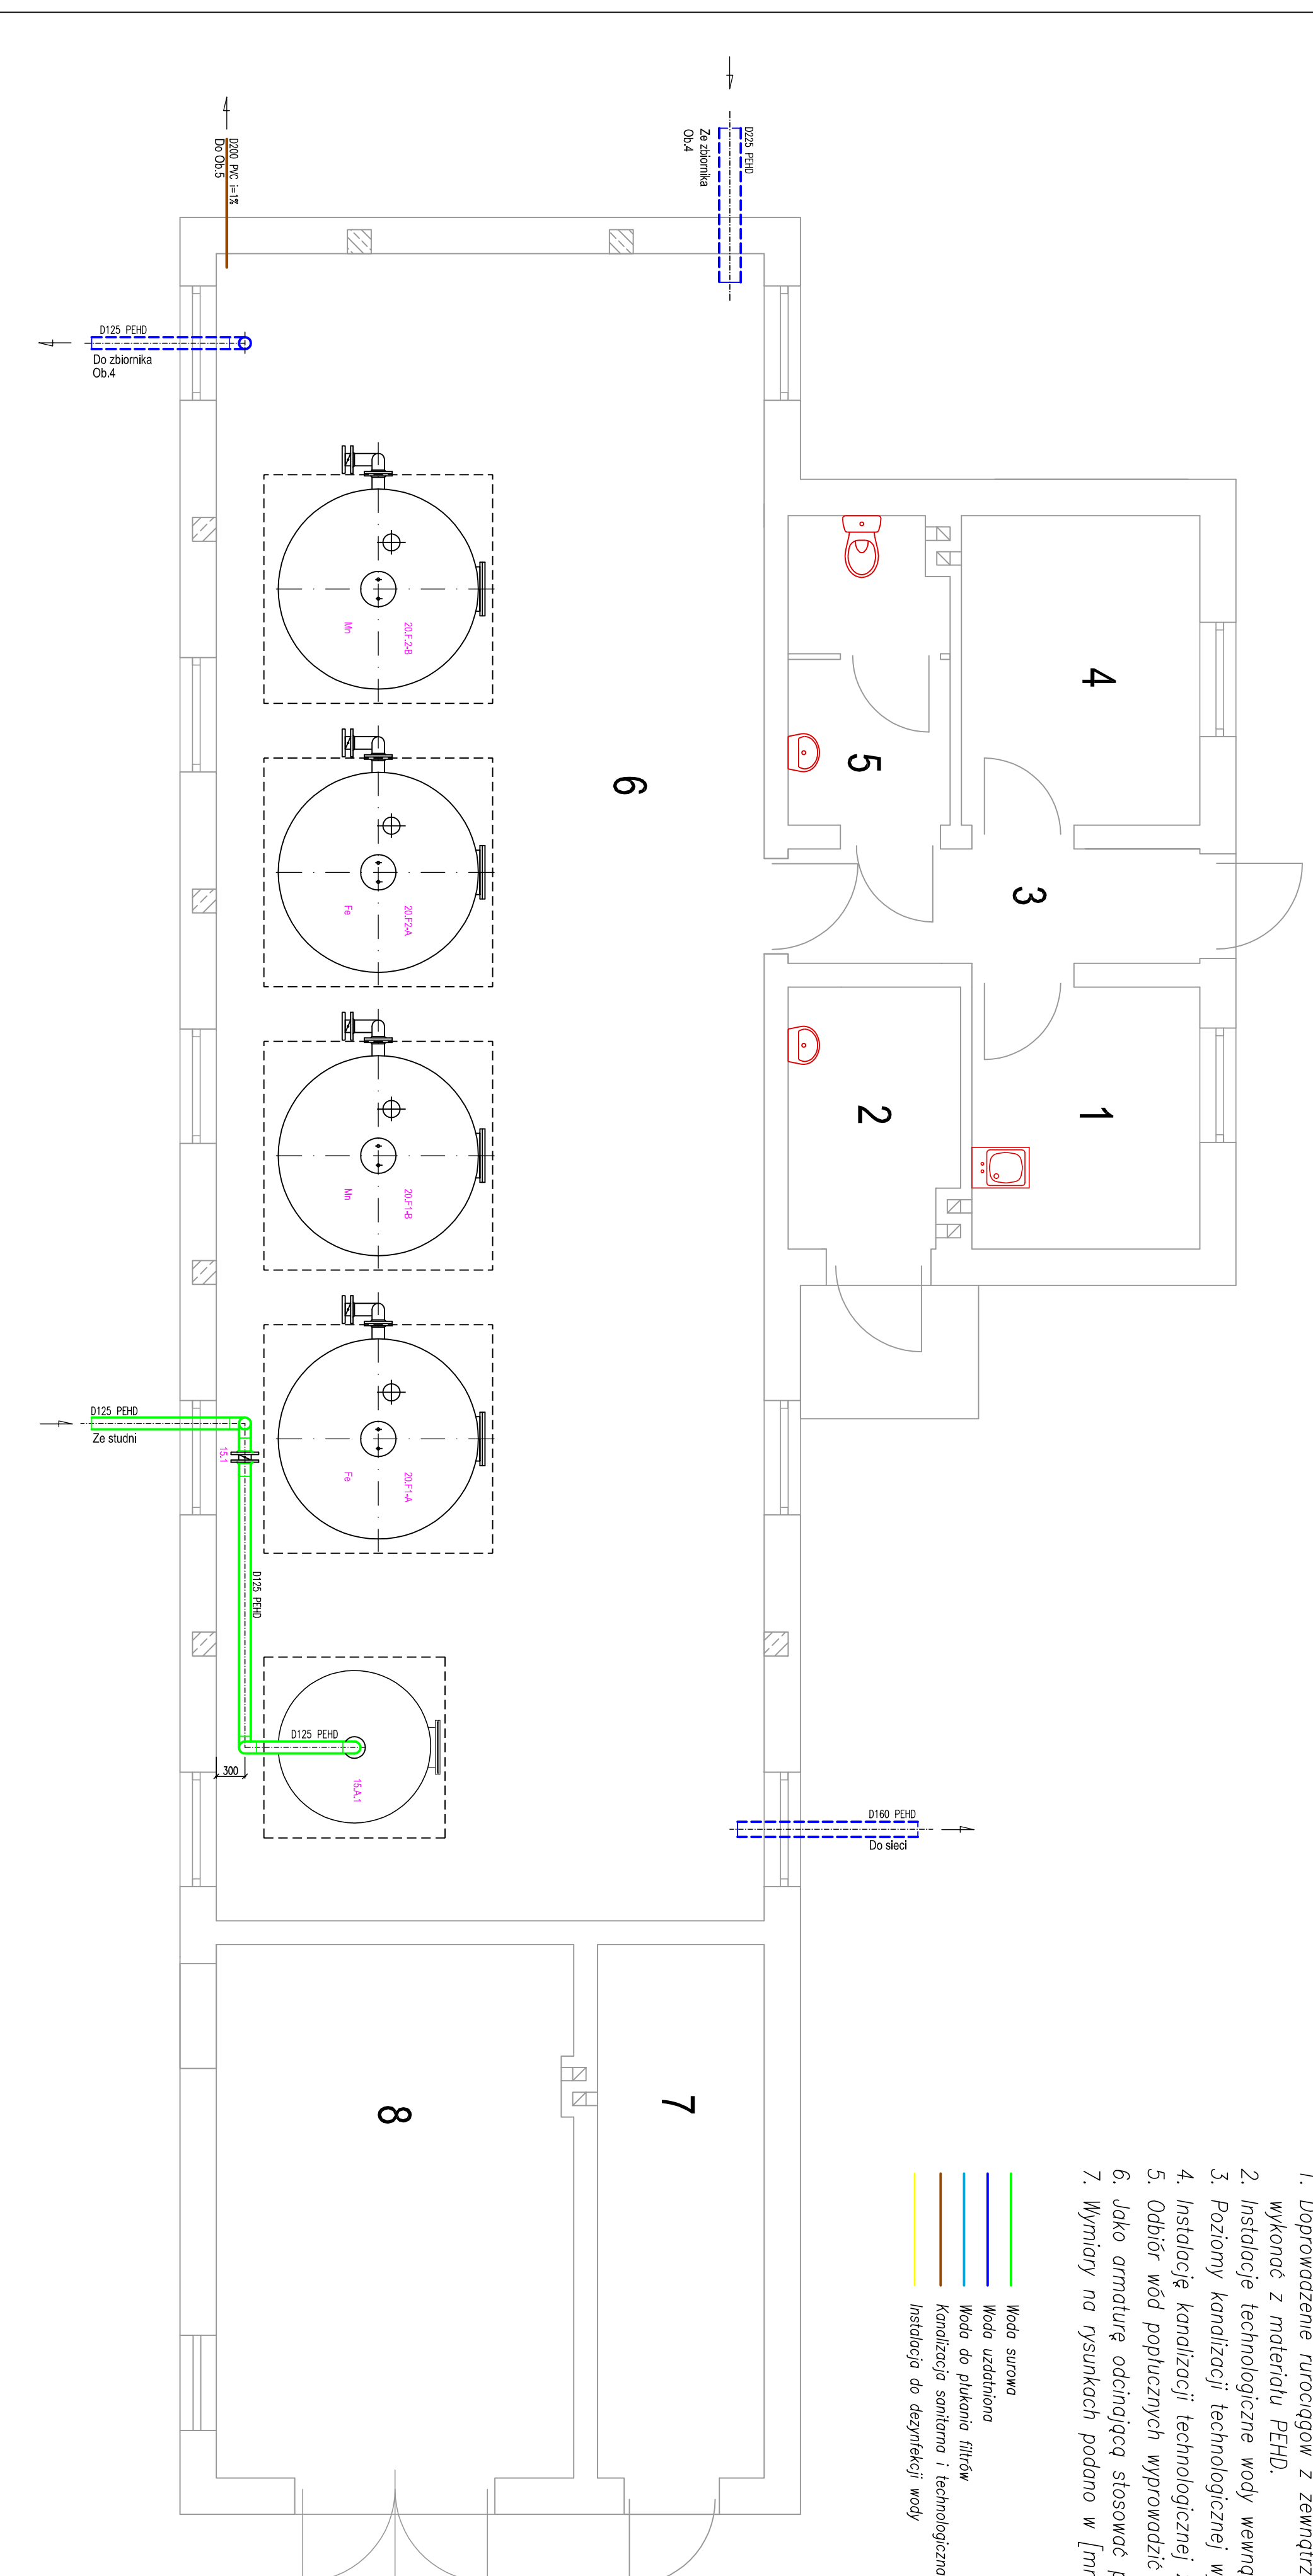 D225 PEHD
Ze zbiornika
Ob.4
D200 PVC i=1%
Do Ob.5
D125 PEHD
Do zbiornika
Ob.4
20.F.2-B
Mn
4
5
6
20.F2-A
Fe
3
20.F1-B
Mn
2
1
20.F1-A
Fe
D125 PEHD
Ze studni
15.1
D125 PEHD
D125 PEHD
15.A.1
300
D160 PEHD
Do sieci
8
7
1. Doprowadzenie rurociągów z zewnątrz
wykonać z materiału PEHD.
2. Instalacje technologiczne wody
3. Poziomy kanalizacji technologicznej
4. Instalację kanalizacji technologicznej
5. Odbiór wód popłucznych wyprowadzić
6. Jako armaturę odcinającą stosować
7. Wymiary na rysunkach podano w
Woda surowa
Woda uzdatniona
Woda do płukania filtrów
Kanalizacja sanitarna i technologiczna
Instalacja do dezynfekcji wody